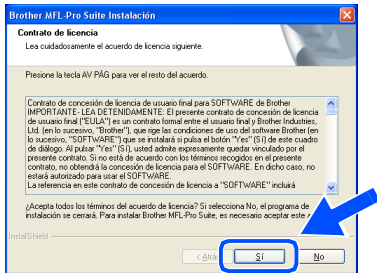 Brother MFL-Pro Suite Instalación
Contrato de licencia
Lea cuidadosamente el acuerdo de licencia siguiente.
Presione la tecla AV PÁG para ver el resto del acuerdo.
Contrato de concesión de licencia de usuario final para SOFTWARE de Brother
IMPORTANTE- LEA DETENIDAMENTE: El presente contrato de concesión de licencia
de usuario final ("EULA") es un contrato formal entre el usuario final y Brother Industries,
Ltd. (en lo sucesivo, "Brother"), que rige las condiciones de uso del software Brother (en
lo sucesivo, "SOFTWARE") que se instalará si pulsa el botón "Yes" (Sí) de este cuadro
de diálogo. Al pulsar "Yes" (Sí), usted admite expresamente quedar vinculado por el
presente contrato. Si no está de acuerdo con los términos recogidos en el presente
contrato, no obtendrá la concesión de licencia para el SOFTWARE. En dicho caso, no
estará autorizado para usar el SOFTWARE.
La referencia en este contrato de concesión de licencia a "SOFTWARE" incluirá
¿Acepta todos los términos del acuerdo de licencia? Si selecciona No, el programa de
instalación se cerrará. Para instalar Brother MFL-Pro Suite, es necesario aceptar este
InstallShield
< Atrás Sí No